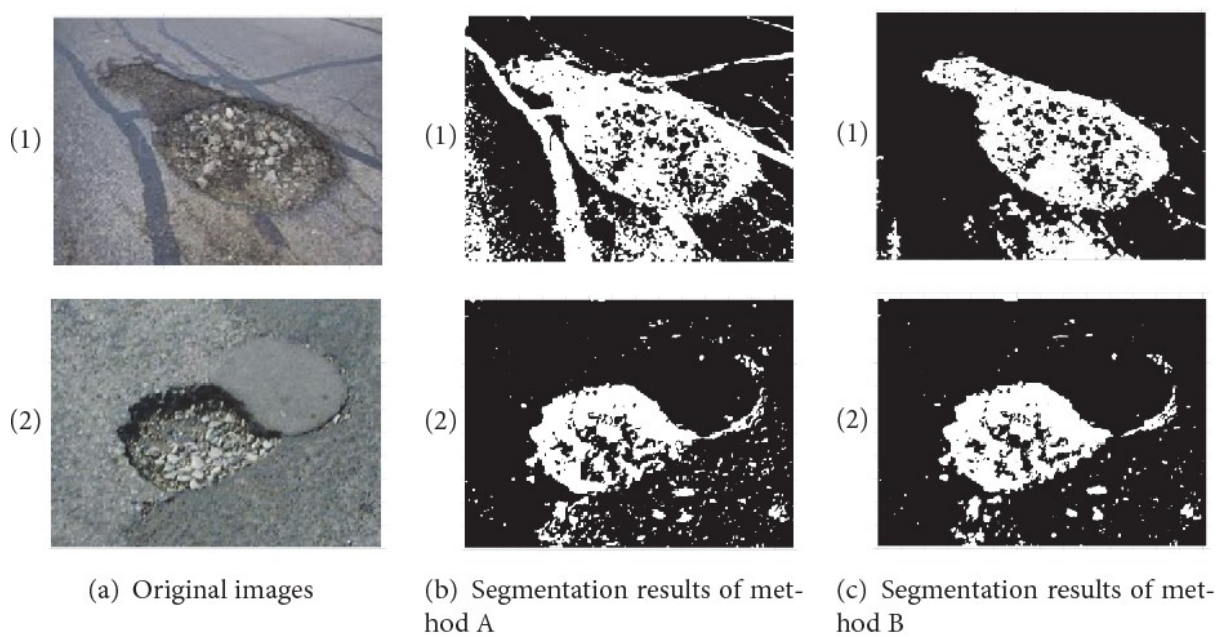 (1)
(1)
(1)
(2)
(2)
(2)
(a) Original images
(b) Segmentation results of met-
hod A
(c) Segmentation results of met-
hod B